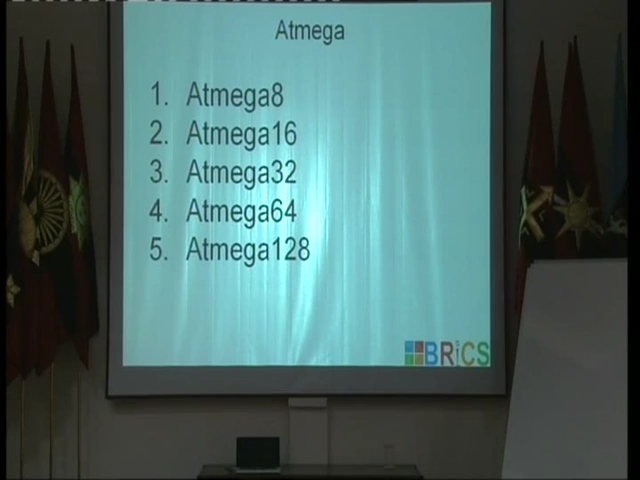 Atmega
1. Atmega8
2. Atmega16
3. Atmega32
4. Atmega64
5. Atmega128
BRiCS